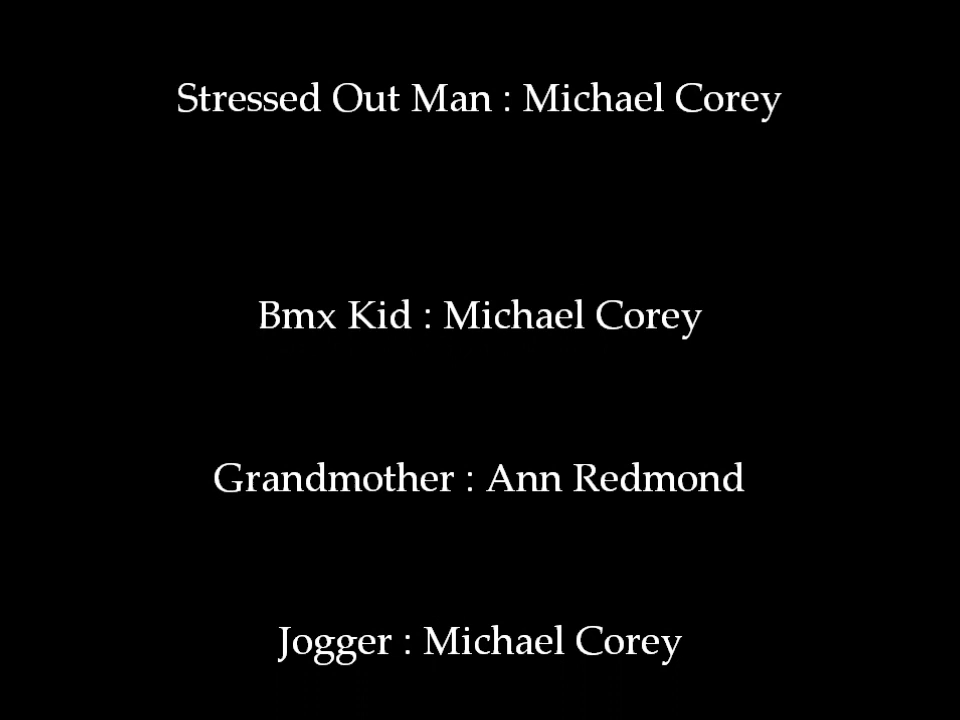 Stressed Out Man : Michael Corey
Bmx Kid : Michael Corey
Grandmother : Ann Redmond
Jogger : Michael Corey